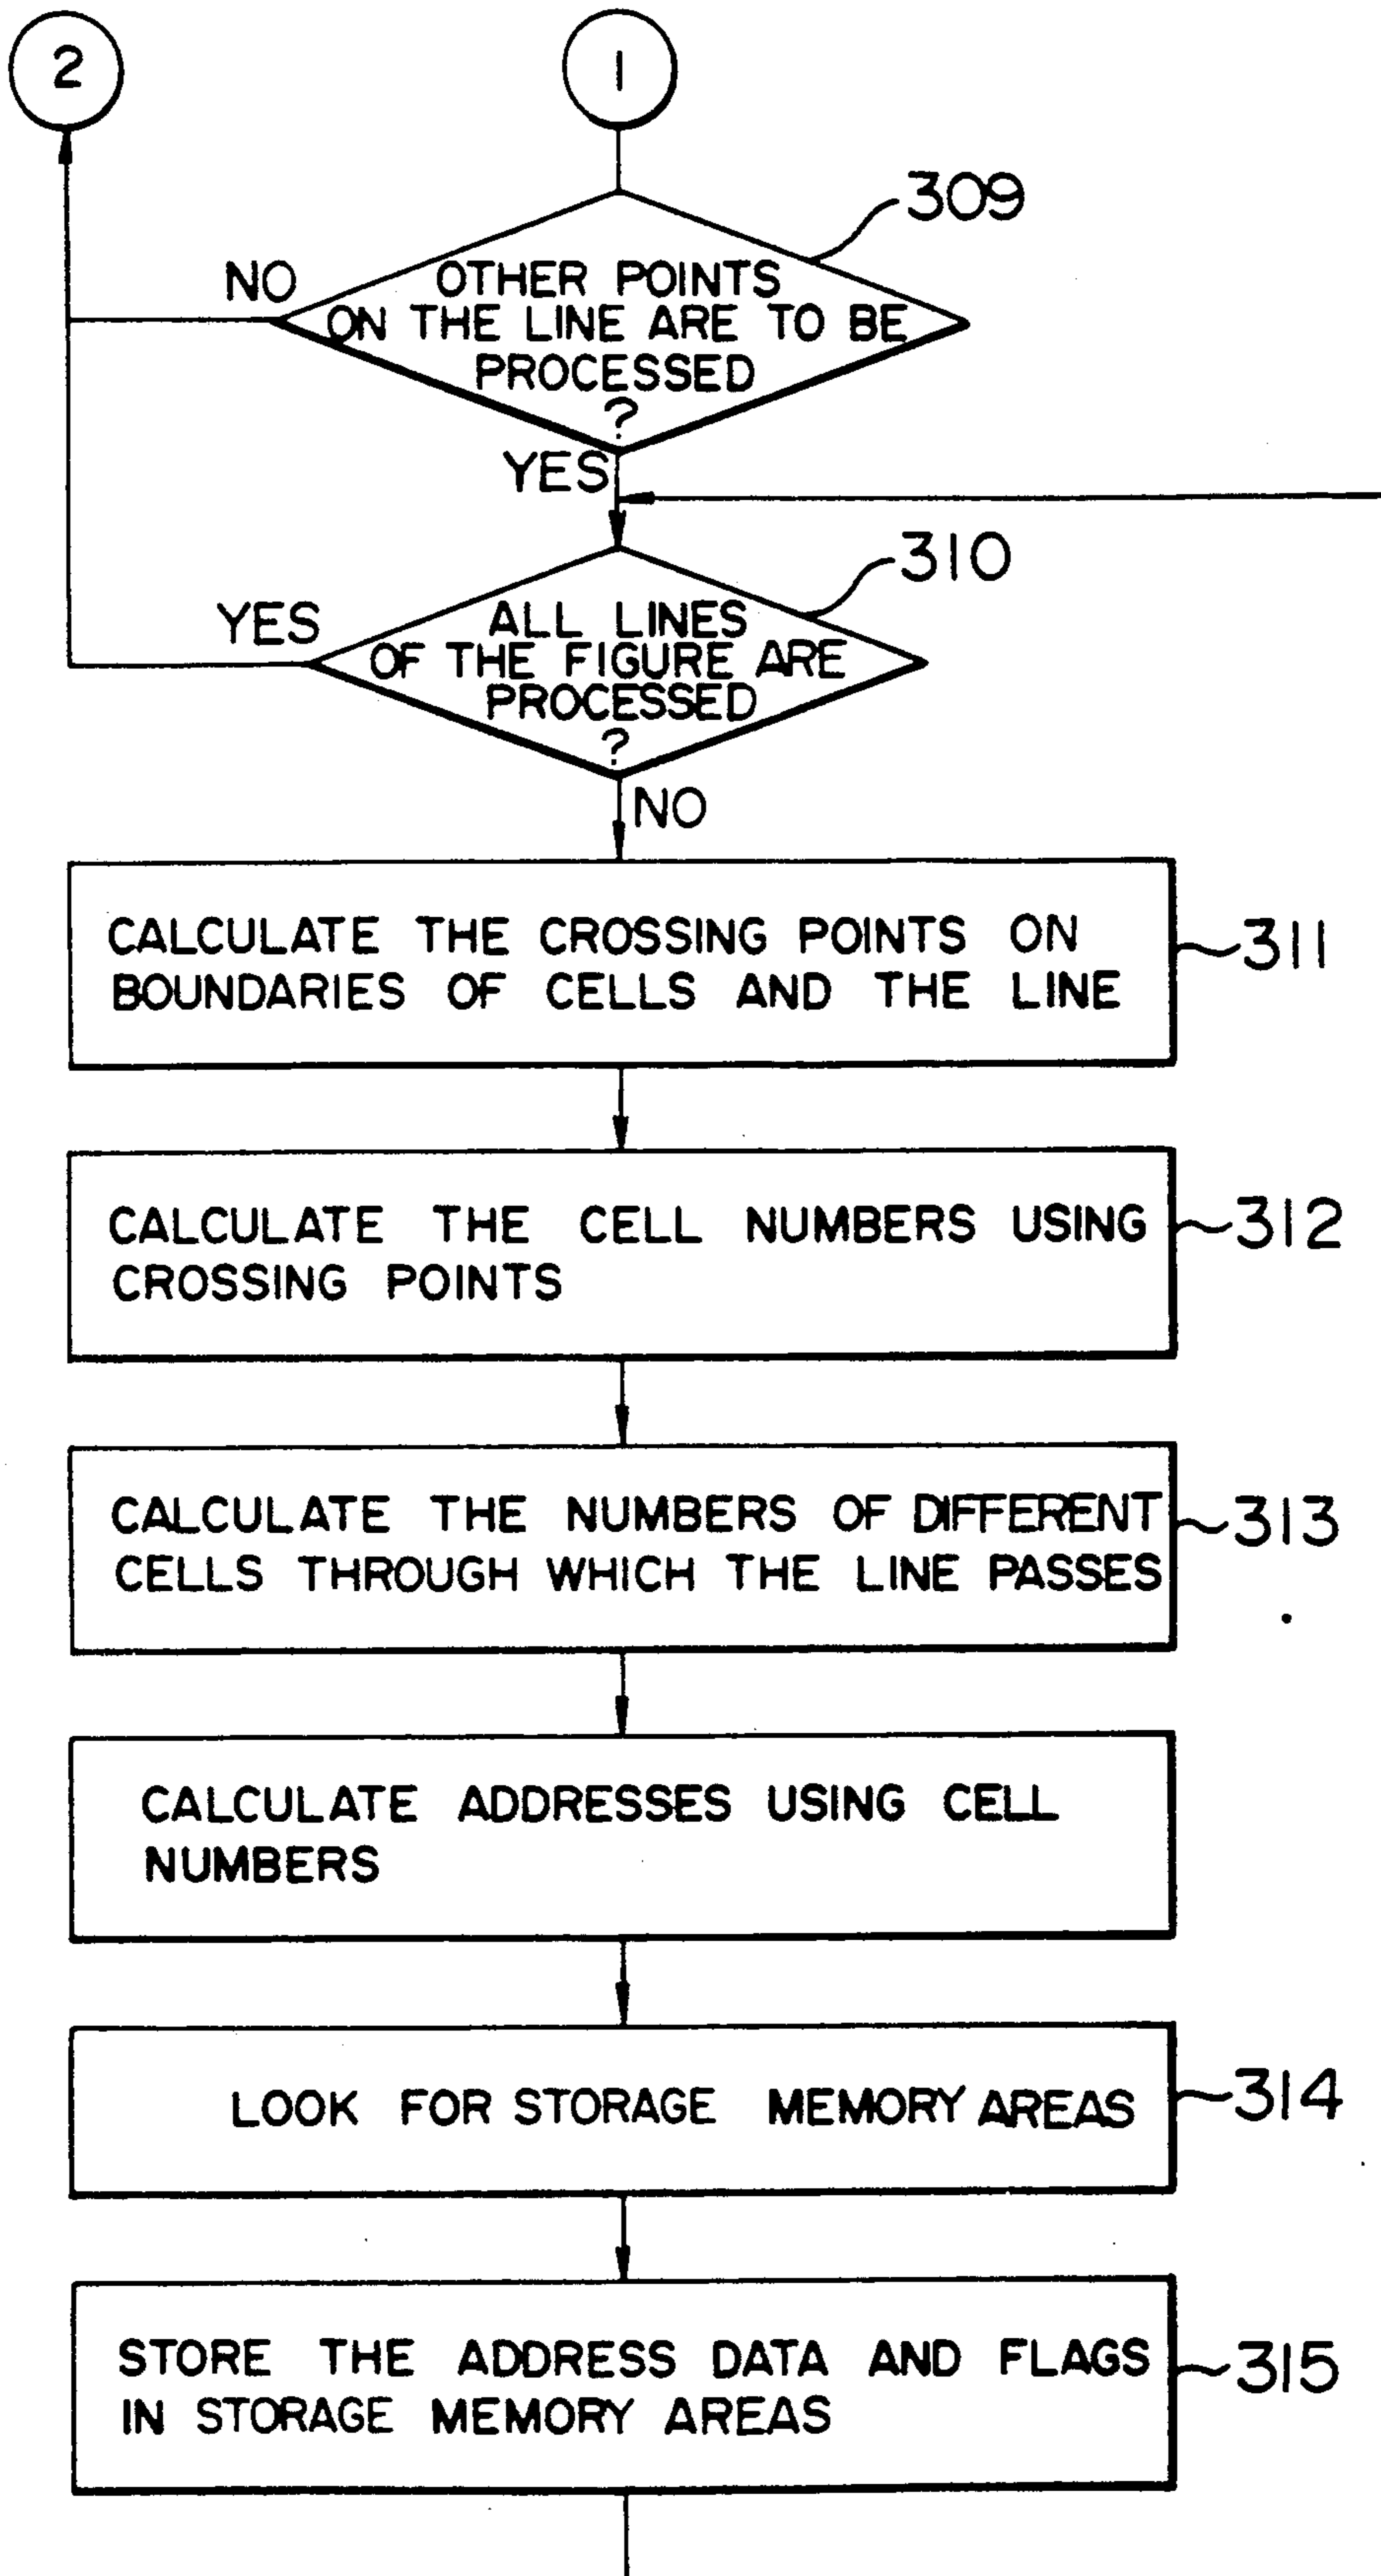 2
1
309
NO
OTHER POINTS
ON THE LINE ARE TO BE
PROCESSED
?
YES
310
YES
ALL LINES
OF THE FIGURE ARE
PROCESSED
?
NO
CALCULATE THE CROSSING POINTS ON
BOUNDARIES OF CELLS AND THE LINE
311
CALCULATE THE CELL NUMBERS USING
CROSSING POINTS
312
CALCULATE THE NUMBERS OF DIFFERENT
CELLS THROUGH WHICH THE LINE PASSES
313
CALCULATE ADDRESSES USING CELL
NUMBERS
LOOK FOR STORAGE MEMORY AREAS
314
STORE THE ADDRESS DATA AND FLAGS
IN STORAGE MEMORY AREAS
315